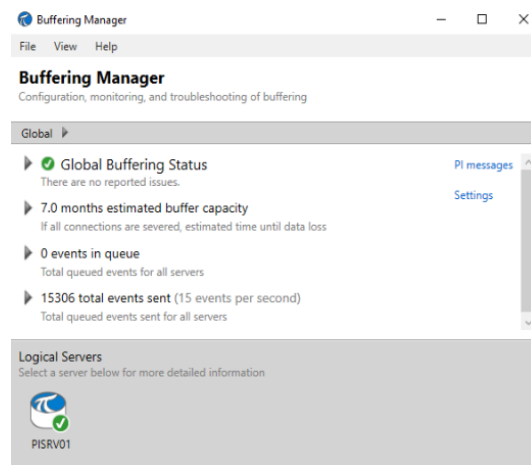 Buffering Manager
File View Help
Buffering Manager
Configuration, monitoring, and troubleshooting of buffering
Global
Global Buffering Status
PI messages
There are no reported issues.
Settings
7.0 months estimated buffer capacity
If all connections are severed, estimated time until data loss
0 events in queue
Total queued events for all servers
15306 total events sent (15 events per second)
Total queued events sent for all servers
Logical Servers
Select a server below for more detailed information
PISRV01